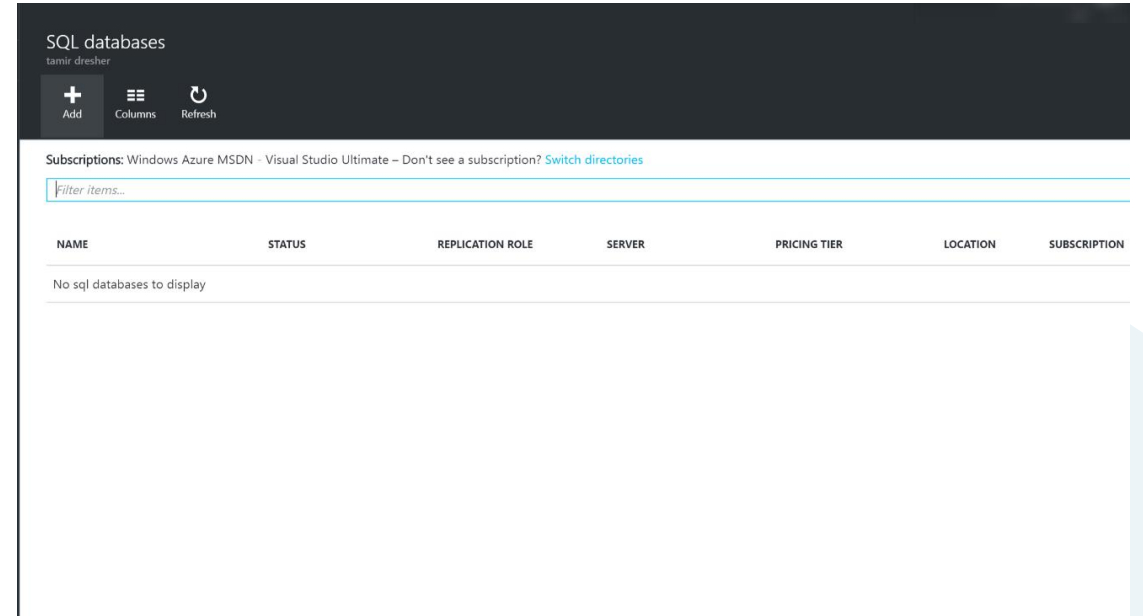 SQL databases
tamir dresher
Add Columns Refresh
Subscriptions: Windows Azure MSDN - Visual Studio Ultimate – Don't see a subscription? Switch directories
Filter items...
NAME STATUS REPLICATION ROLE SERVER PRICING TIER LOCATION SUBSCRIPTION
No sql databases to display